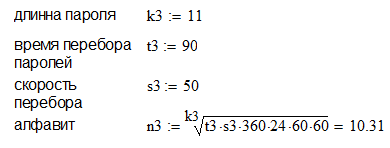 длинна пароля k3 := 11
время перебора t3 := 90
паролей
скорость s3 := 50
перебора
алфавит n3 := k3√t3·s3·360·24·60·60 = 10.31